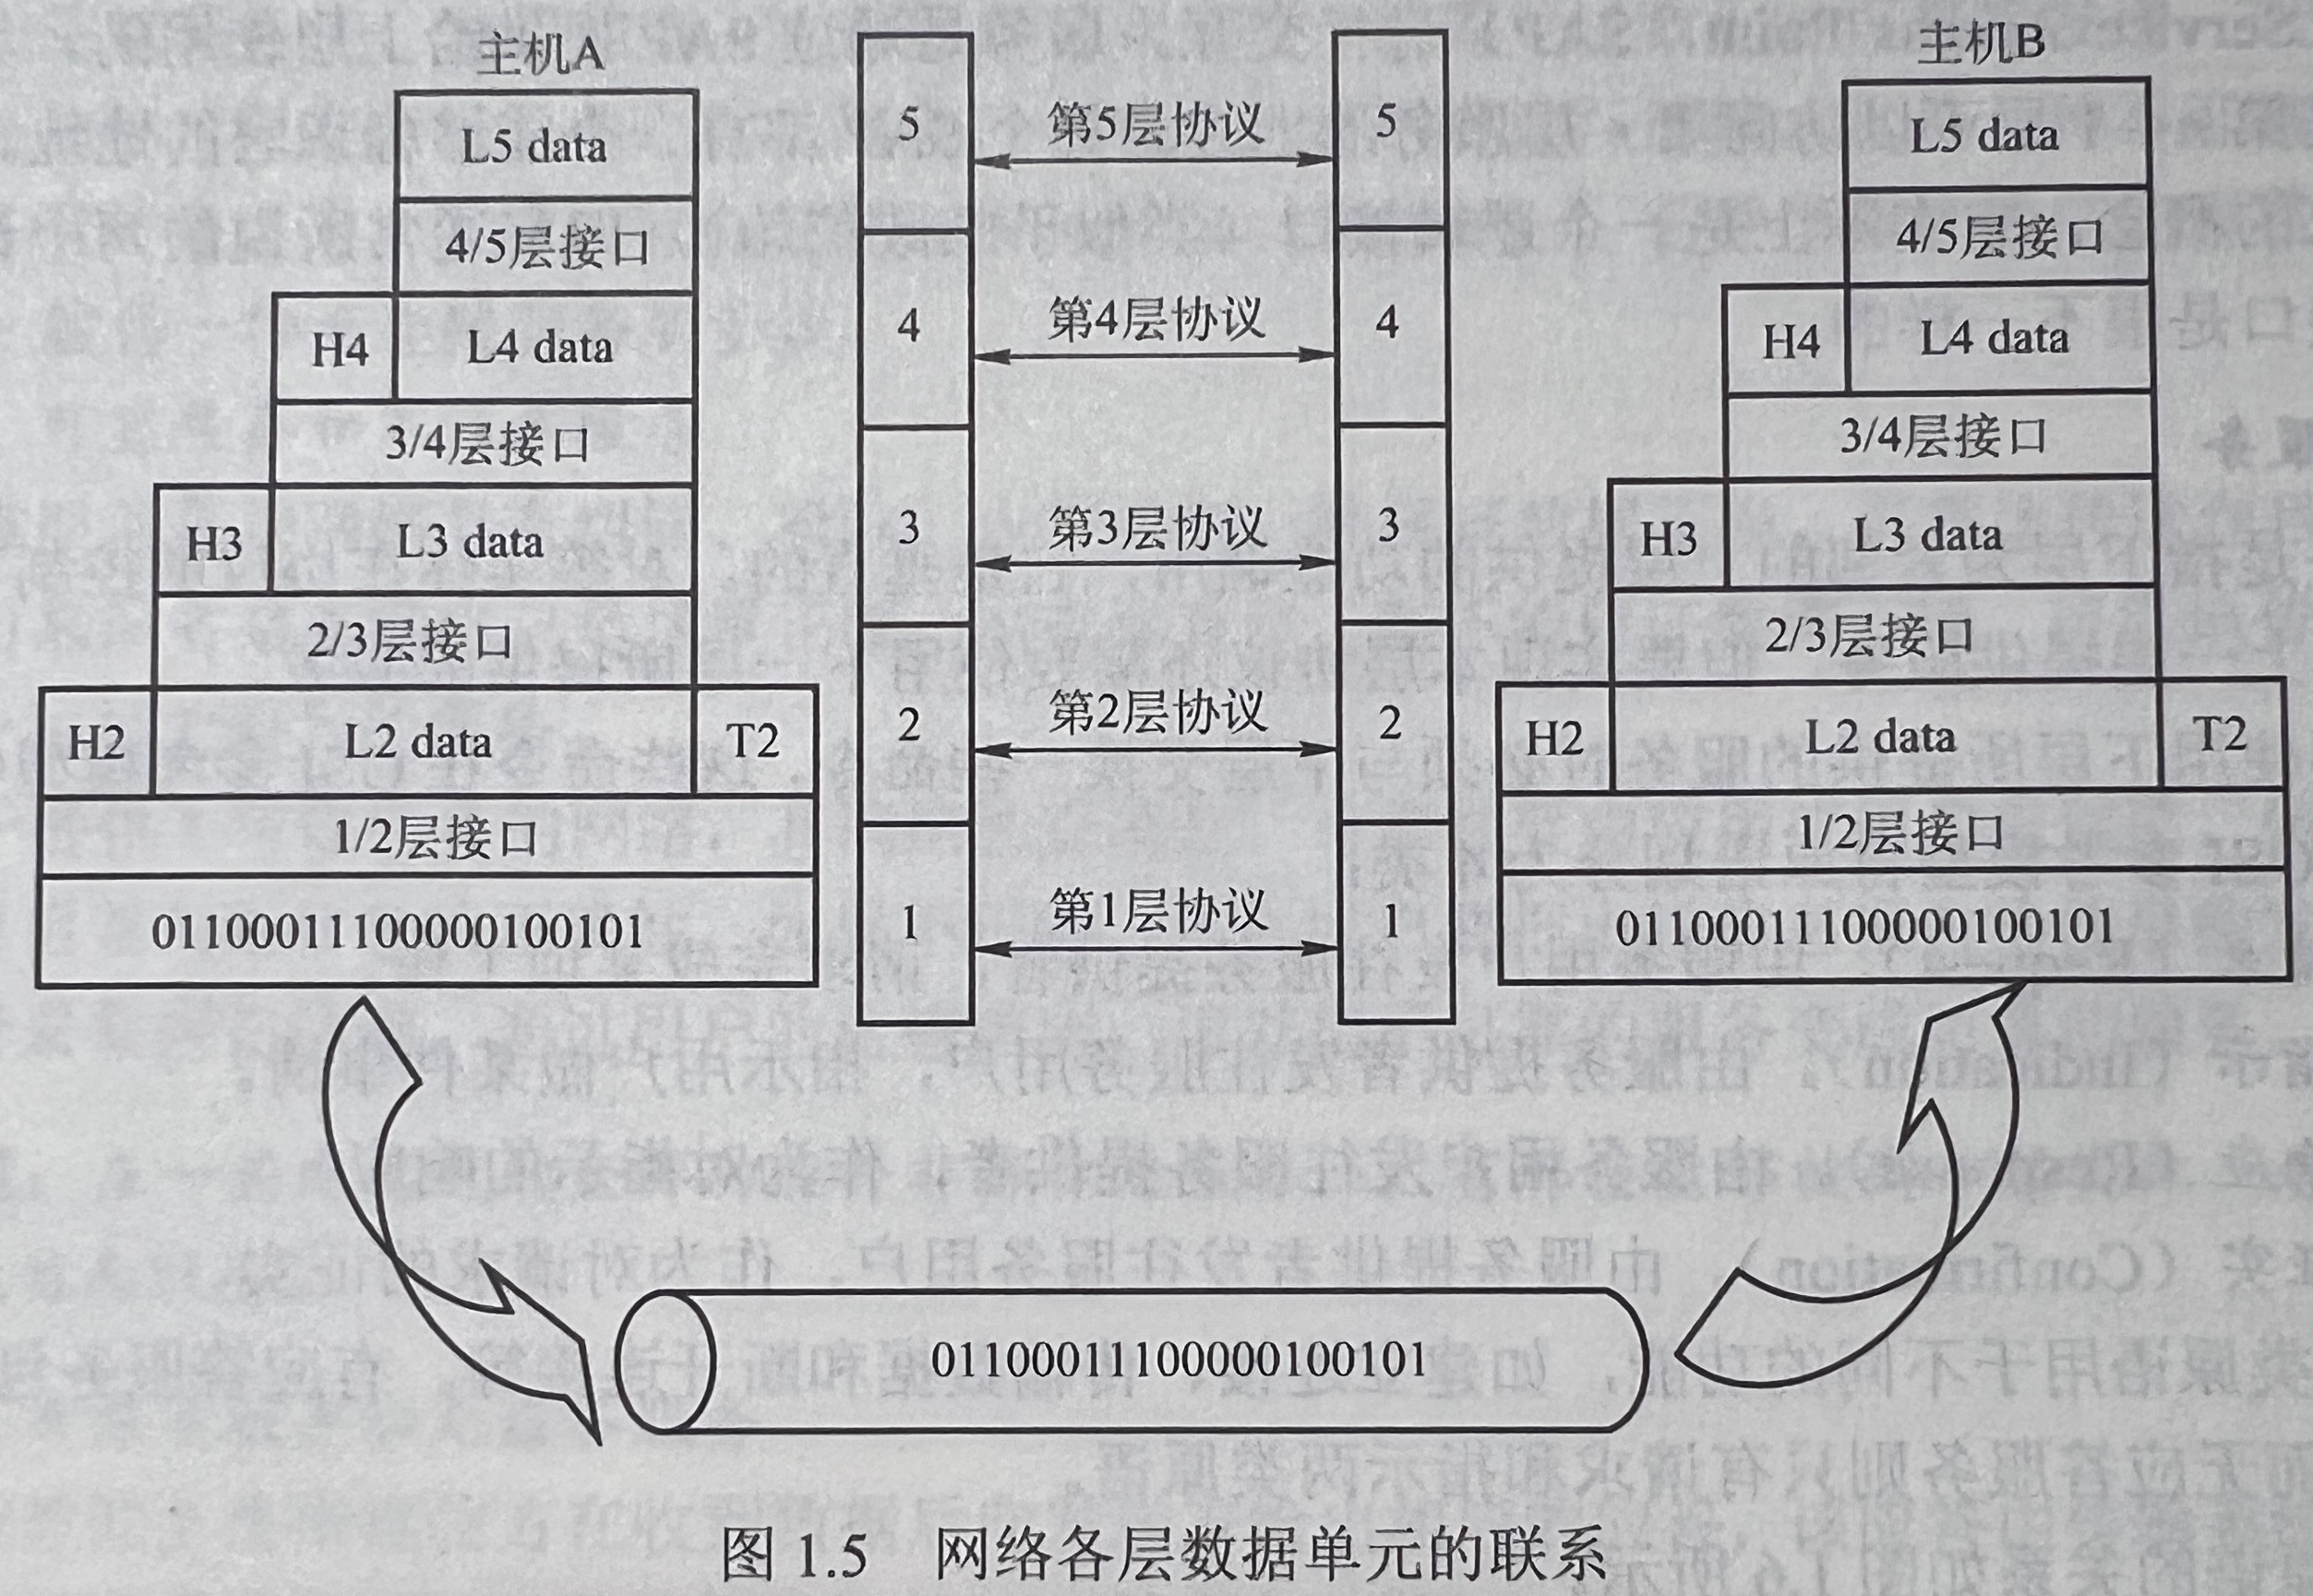 主机A
主机B
L5 data
4/5层接口
H4 L4 data
3/4层接口
H3 L3 data
2/3层接口
H2 L2 data T2
1/2层接口
01100011100000100101
5 第5层协议 5
4 第4层协议 4
3 第3层协议 3
2 第2层协议 2
1 第1层协议 1
L5 data
4/5层接口
H4 L4 data
3/4层接口
H3 L3 data
2/3层接口
H2 L2 data T2
1/2层接口
01100011100000100101
01100011100000100101
图 1.5 网络各层数据单元的联系